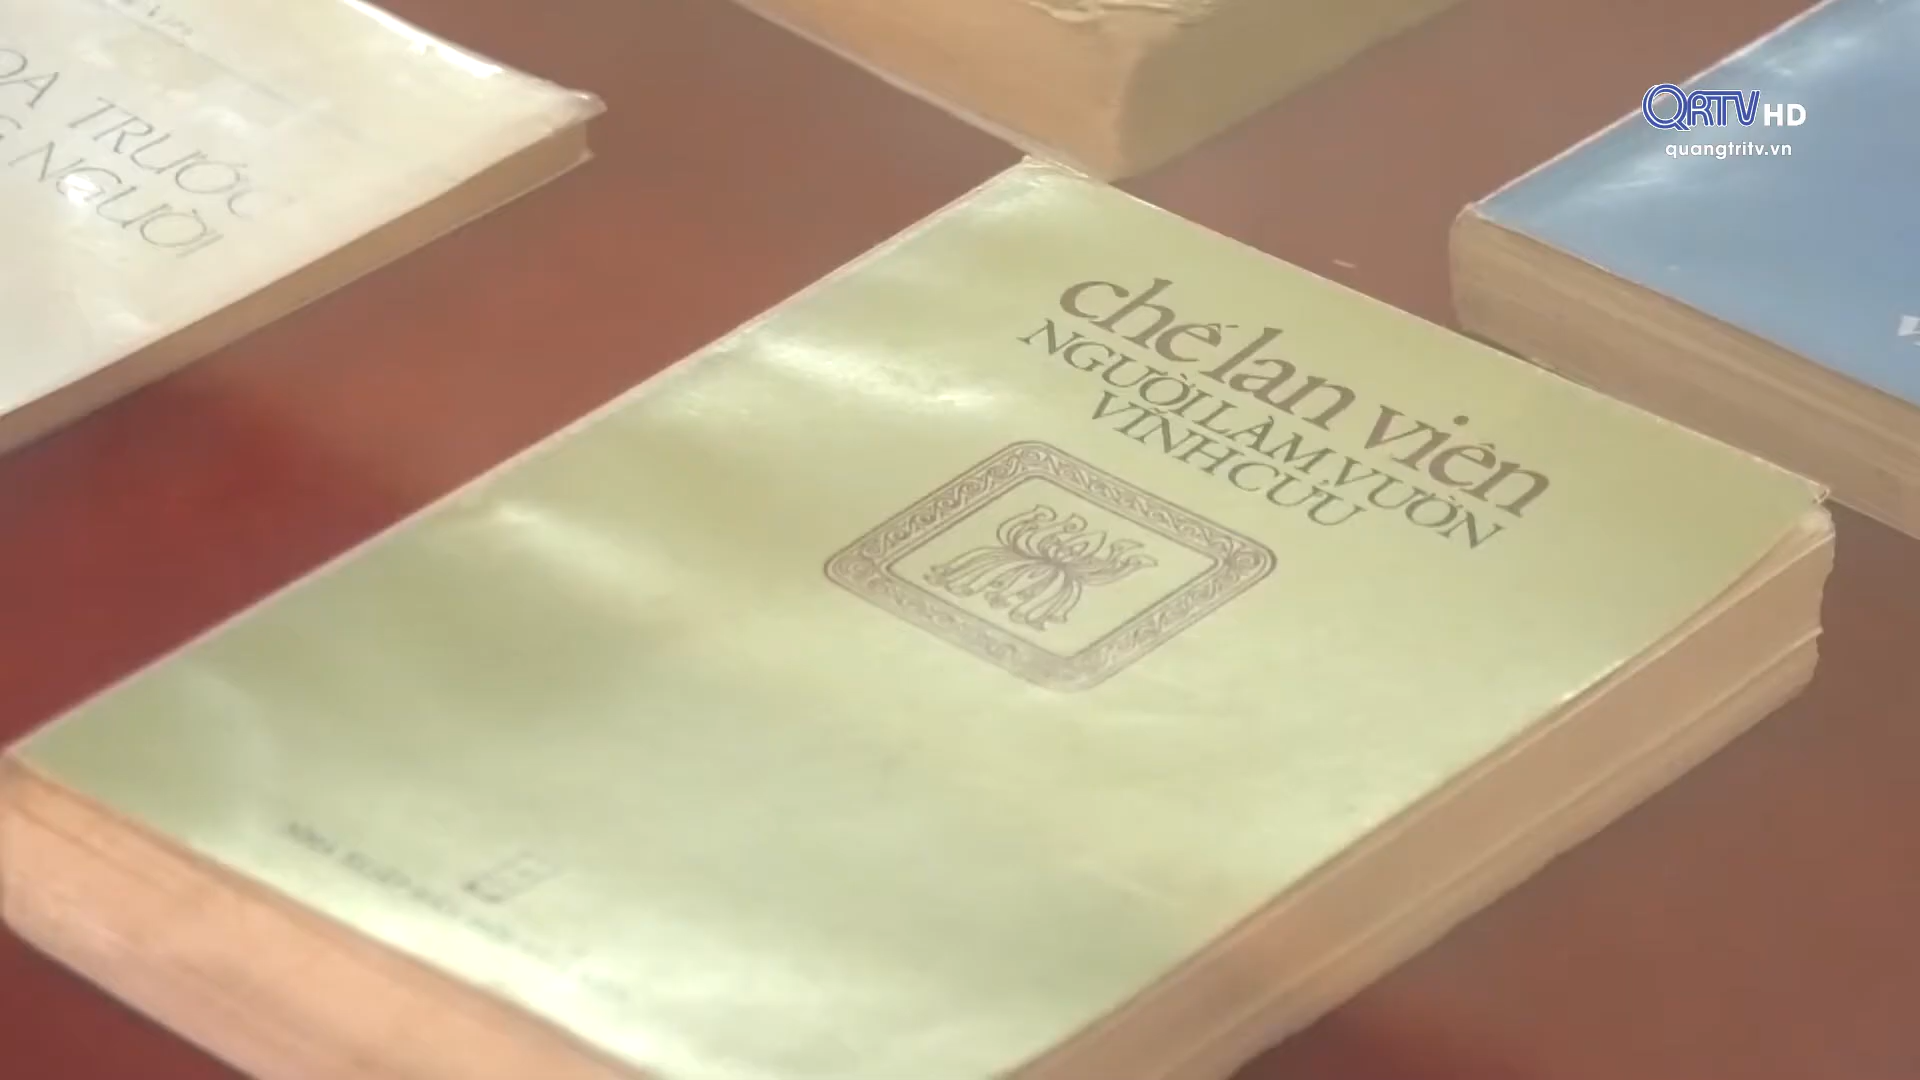 QRTV HD
quangtritv.vn
TRƯỚC
NGƯỜI
chế lan viên
NGƯỜI LÀM VƯỜN
VĨNH CỬU